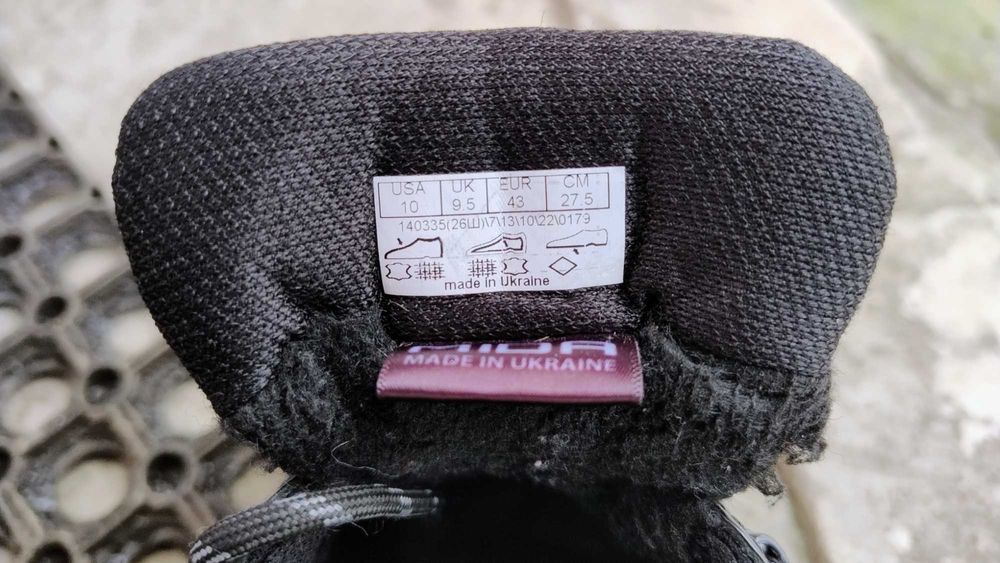 USA UK EUR CM
10 9.5 43 27.5
140335(26Ш)\7\13\10\22\0179
made in Ukraine
MIDA
MADE IN UKRAINE